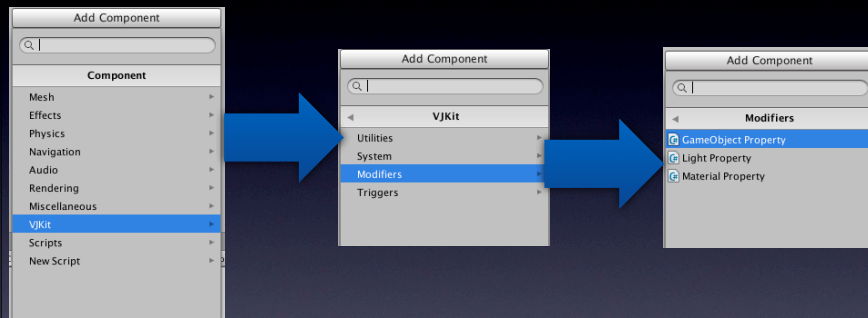 Add Component
Component
Mesh
Effects
Physics
Navigation
Audio
Rendering
Miscellaneous
VJKit
Scripts
New Script
Add Component
VJKit
Utilities
System
Modifiers
Triggers
Add Component
Modifiers
GameObject Property
Light Property
Material Property